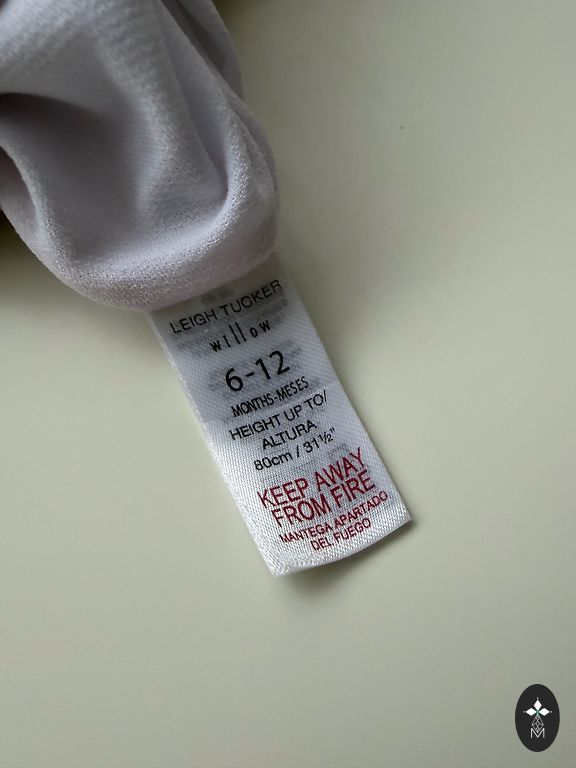 LEIGH TUCKER
willow
6-12
MONTHS-MESES
HEIGHT UP TO/
ALTURA
80cm / 31½"
KEEP AWAY
FROM FIRE
MANTEGA APARTADO
DEL FUEGO
M